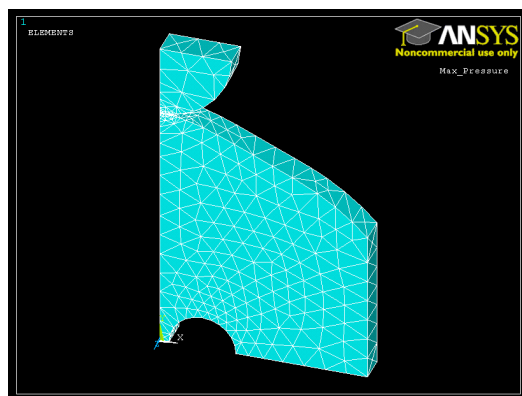 1
ELEMENTS
ANSYS
Noncommercial use only
Max_Pressure
X